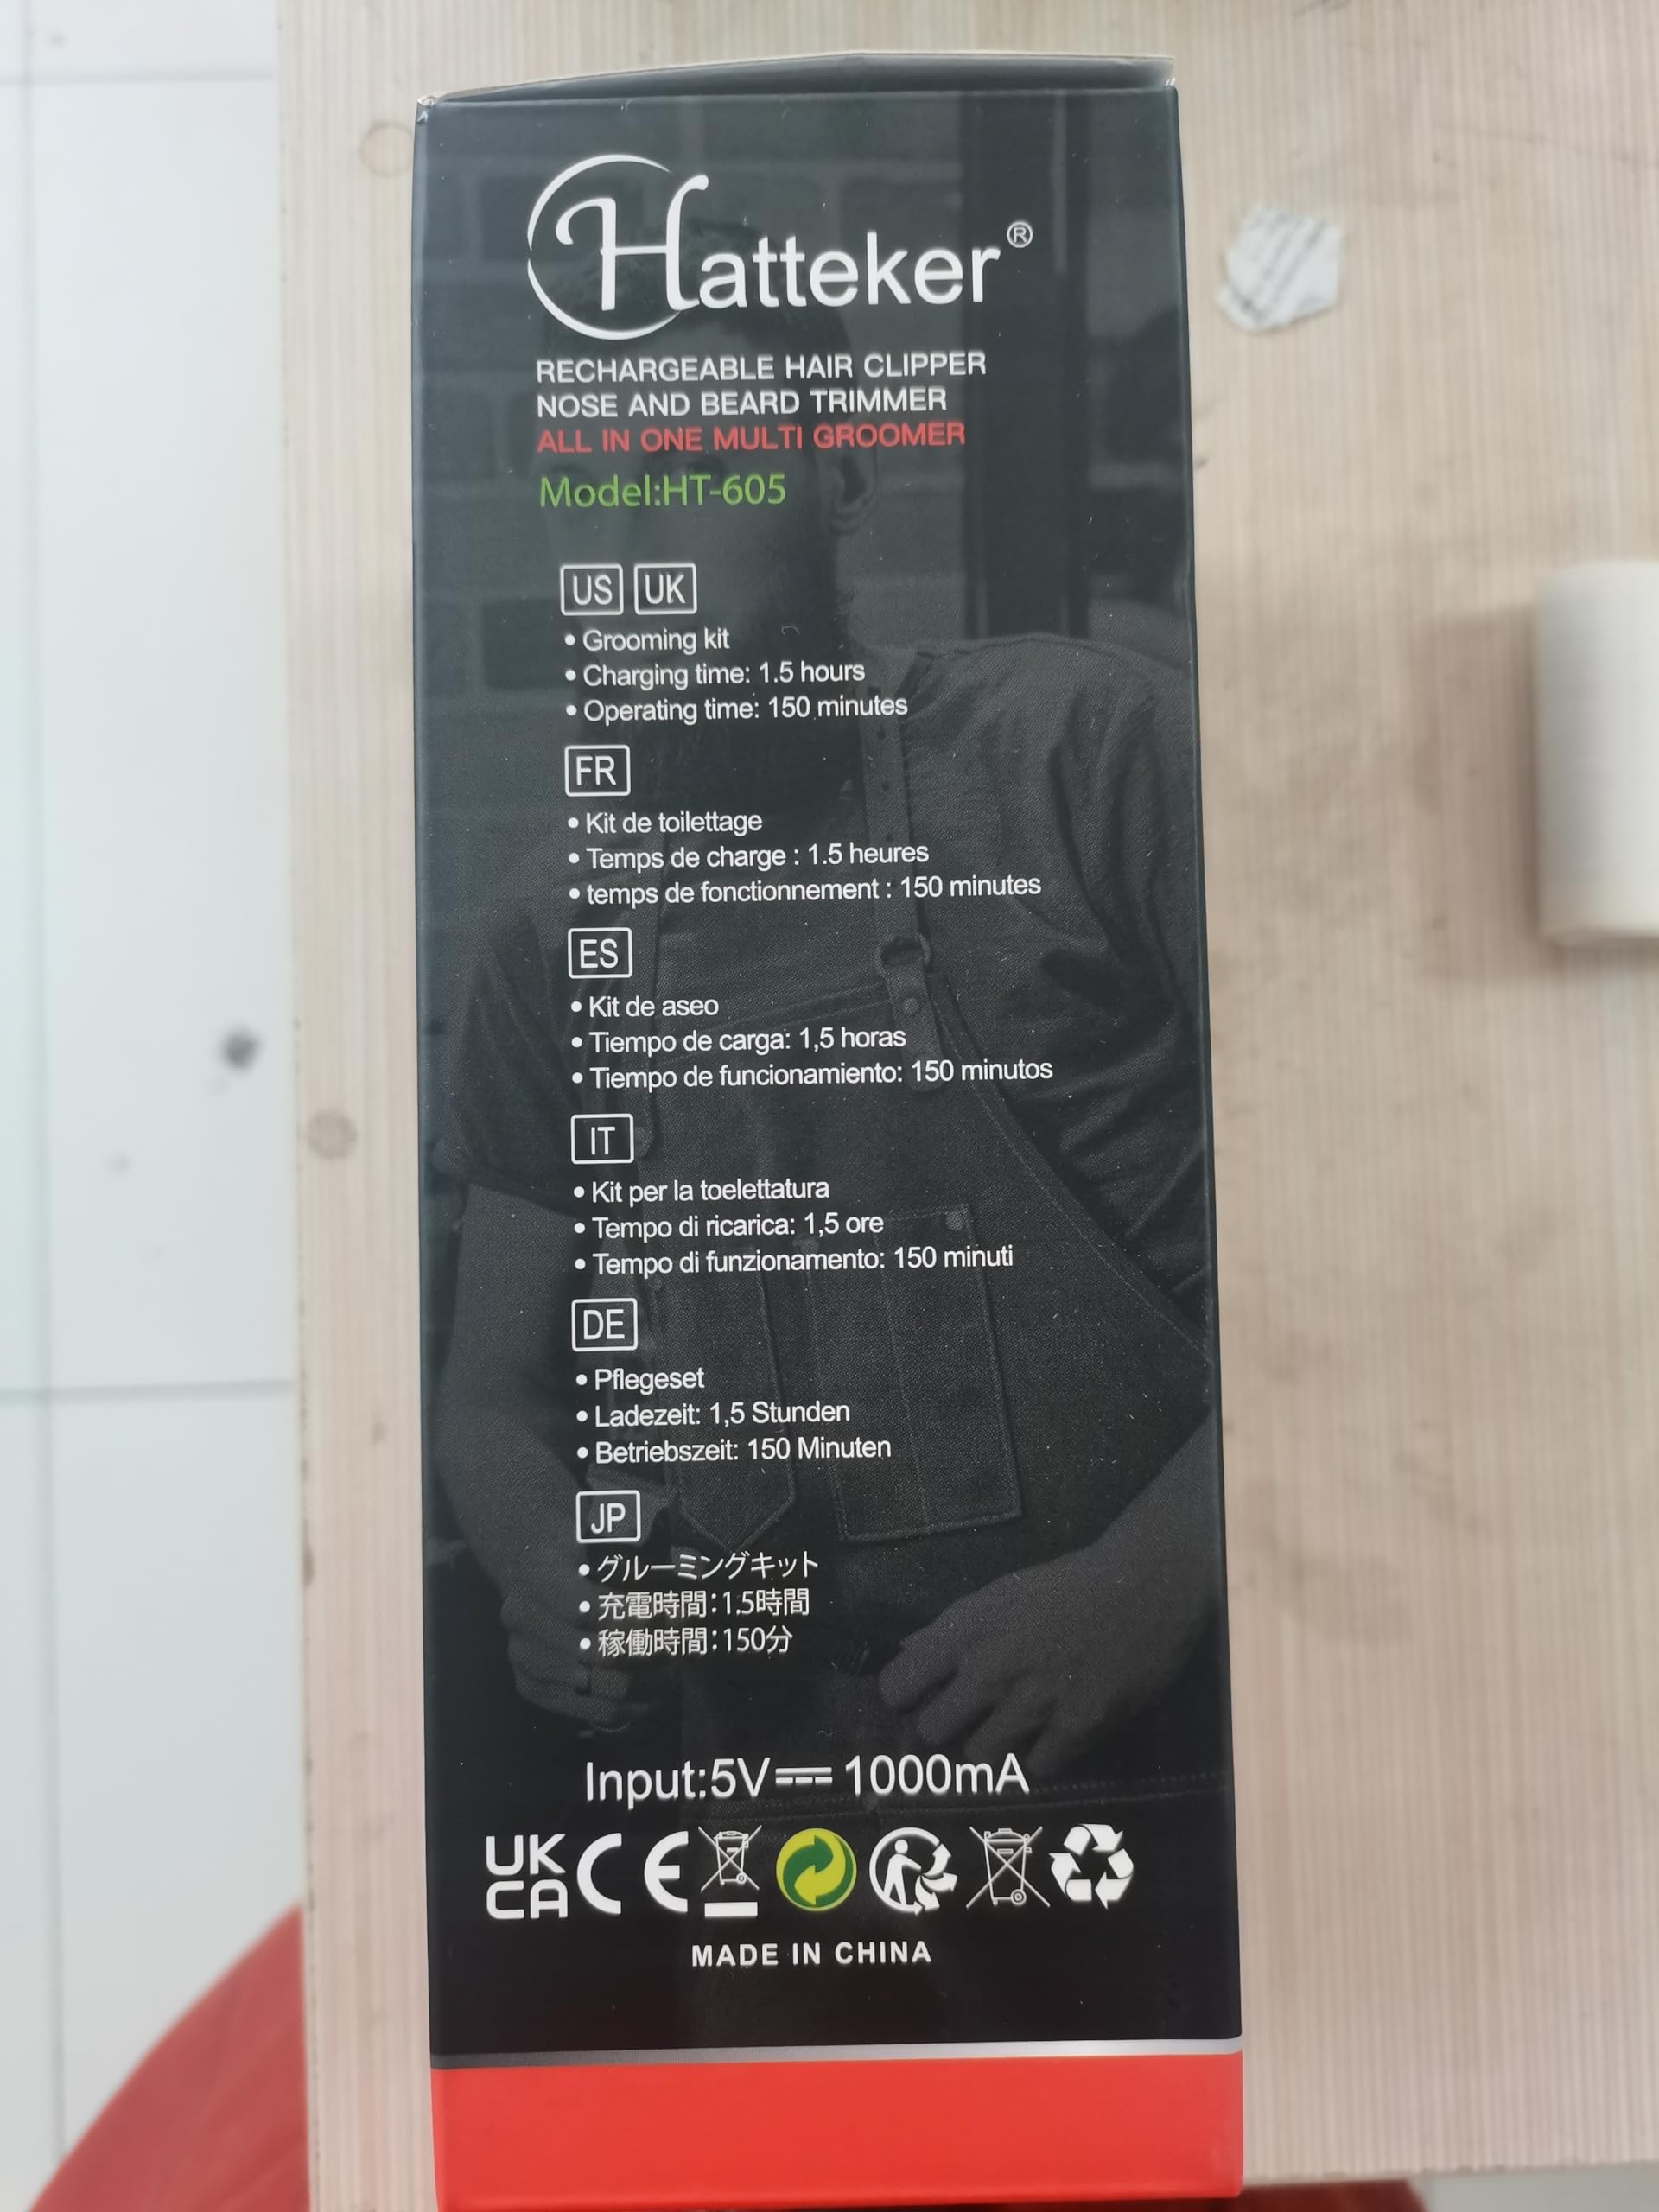 Hatteker®
RECHARGEABLE HAIR CLIPPER
NOSE AND BEARD TRIMMER
ALL IN ONE MULTI GROOMER
Model:HT-605
US UK
• Grooming kit
• Charging time: 1.5 hours
• Operating time: 150 minutes
FR
• Kit de toilettage
• Temps de charge : 1.5 heures
• temps de fonctionnement : 150 minutes
ES
• Kit de aseo
• Tiempo de carga: 1,5 horas
• Tiempo de funcionamiento: 150 minutos
IT
• Kit per la toelettatura
• Tempo di ricarica: 1,5 ore
• Tempo di funzionamento: 150 minuti
DE
• Pflegeset
• Ladezeit: 1,5 Stunden
• Betriebszeit: 150 Minuten
JP
• グルーミングキット
• 充電時間:1.5時間
• 稼働時間:150分
Input:5V⎓1000mA
UK
CA CE
MADE IN CHINA